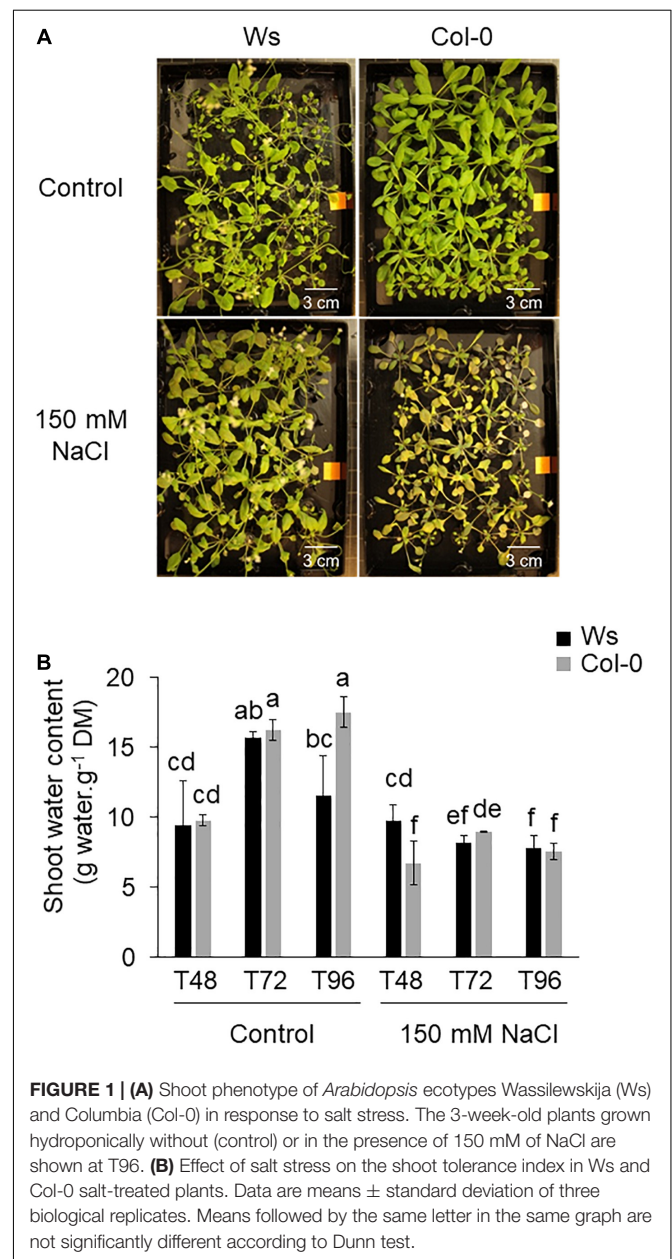 A
Ws Col-0
Control
3 cm 3 cm
150 mM
NaCl
3 cm 3 cm
B
Ws
Col-0
Shoot water content
(g water.g⁻¹ DM)
20
15
10
5
0
cd cd ab a bc a cd f ef de f f
T48 T72 T96 T48 T72 T96
Control 150 mM NaCl
FIGURE 1 | (A) Shoot phenotype of Arabidopsis ecotypes Wassilewskija (Ws)
and Columbia (Col-0) in response to salt stress. The 3-week-old plants grown
hydroponically without (control) or in the presence of 150 mM of NaCl are
shown at T96. (B) Effect of salt stress on the shoot tolerance index in Ws and
Col-0 salt-treated plants. Data are means ± standard deviation of three
biological replicates. Means followed by the same letter in the same graph are
not significantly different according to Dunn test.